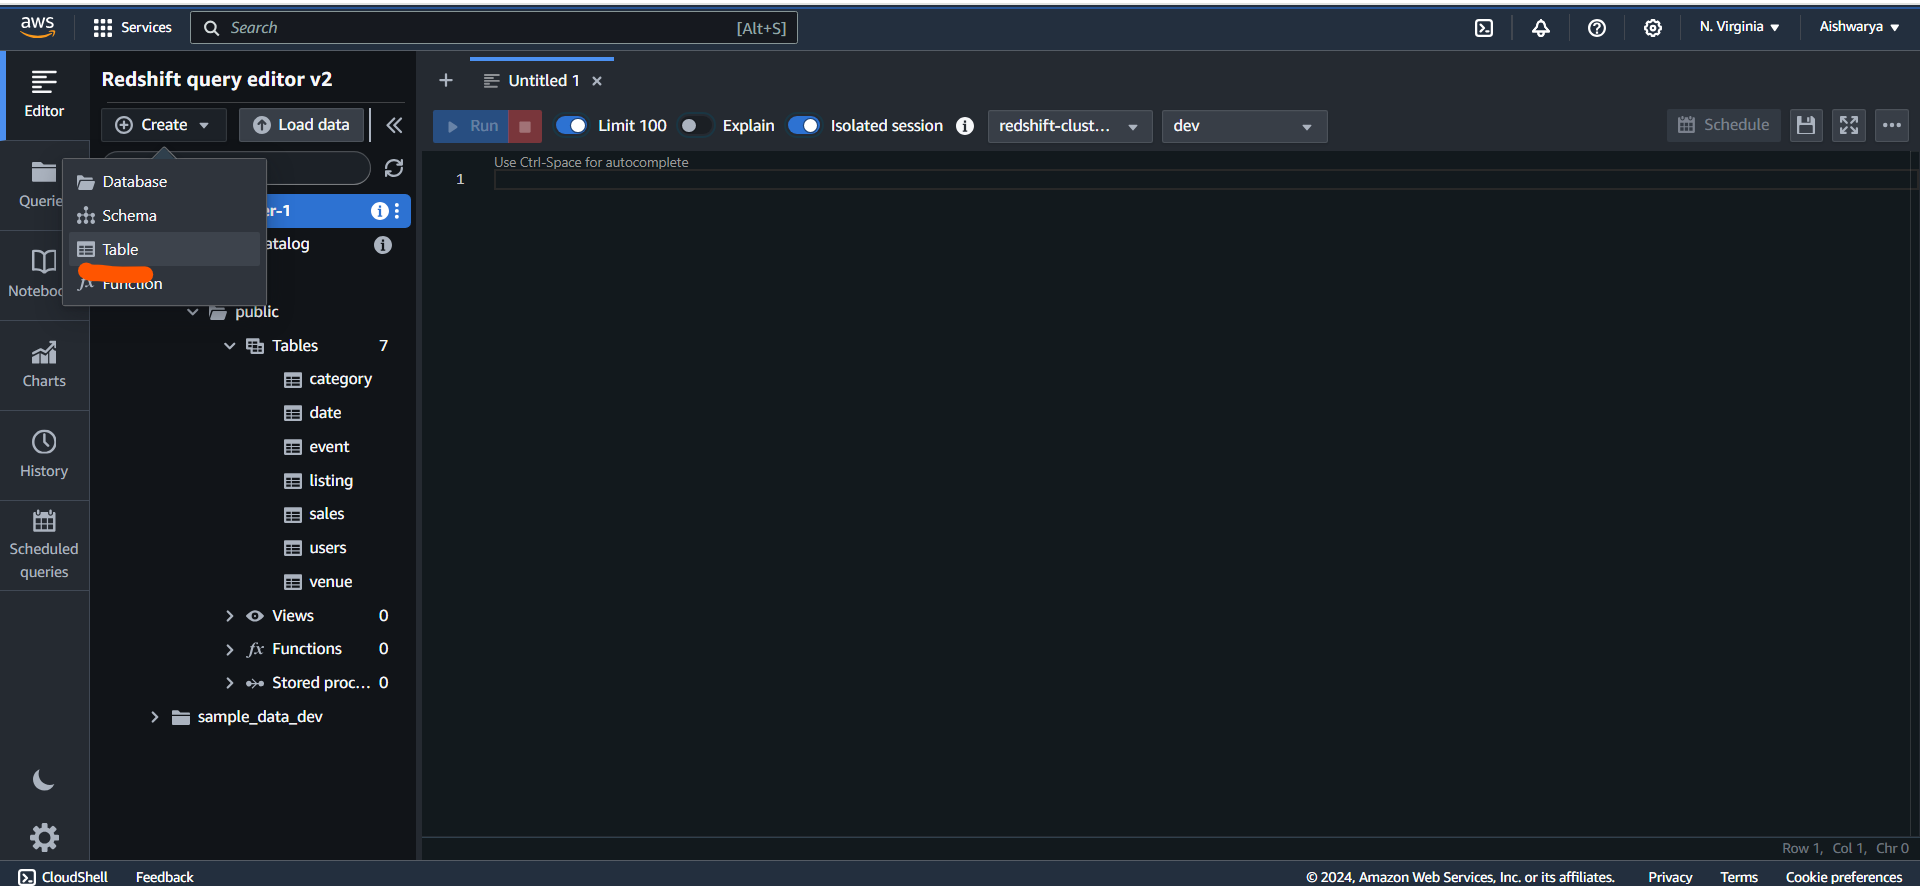 aws
Services
Search
[Alt+S]
N. Virginia
Aishwarya
Editor
Redshift query editor v2
Create
Load data
Untitled 1
Run
Limit 100
Explain
Isolated session
redshift-clust...
dev
Schedule
Use Ctrl-Space for autocomplete
1
Database
Schema
Table
Function
Querie
er-1
atalog
Noteboo
public
Tables 7
category
date
event
listing
sales
users
venue
Views 0
fx Functions 0
Stored proc... 0
sample_data_dev
Charts
History
Scheduled
queries
Row 1, Col 1, Chr 0
CloudShell
Feedback
© 2024, Amazon Web Services, Inc. or its affiliates.
Privacy
Terms
Cookie preferences